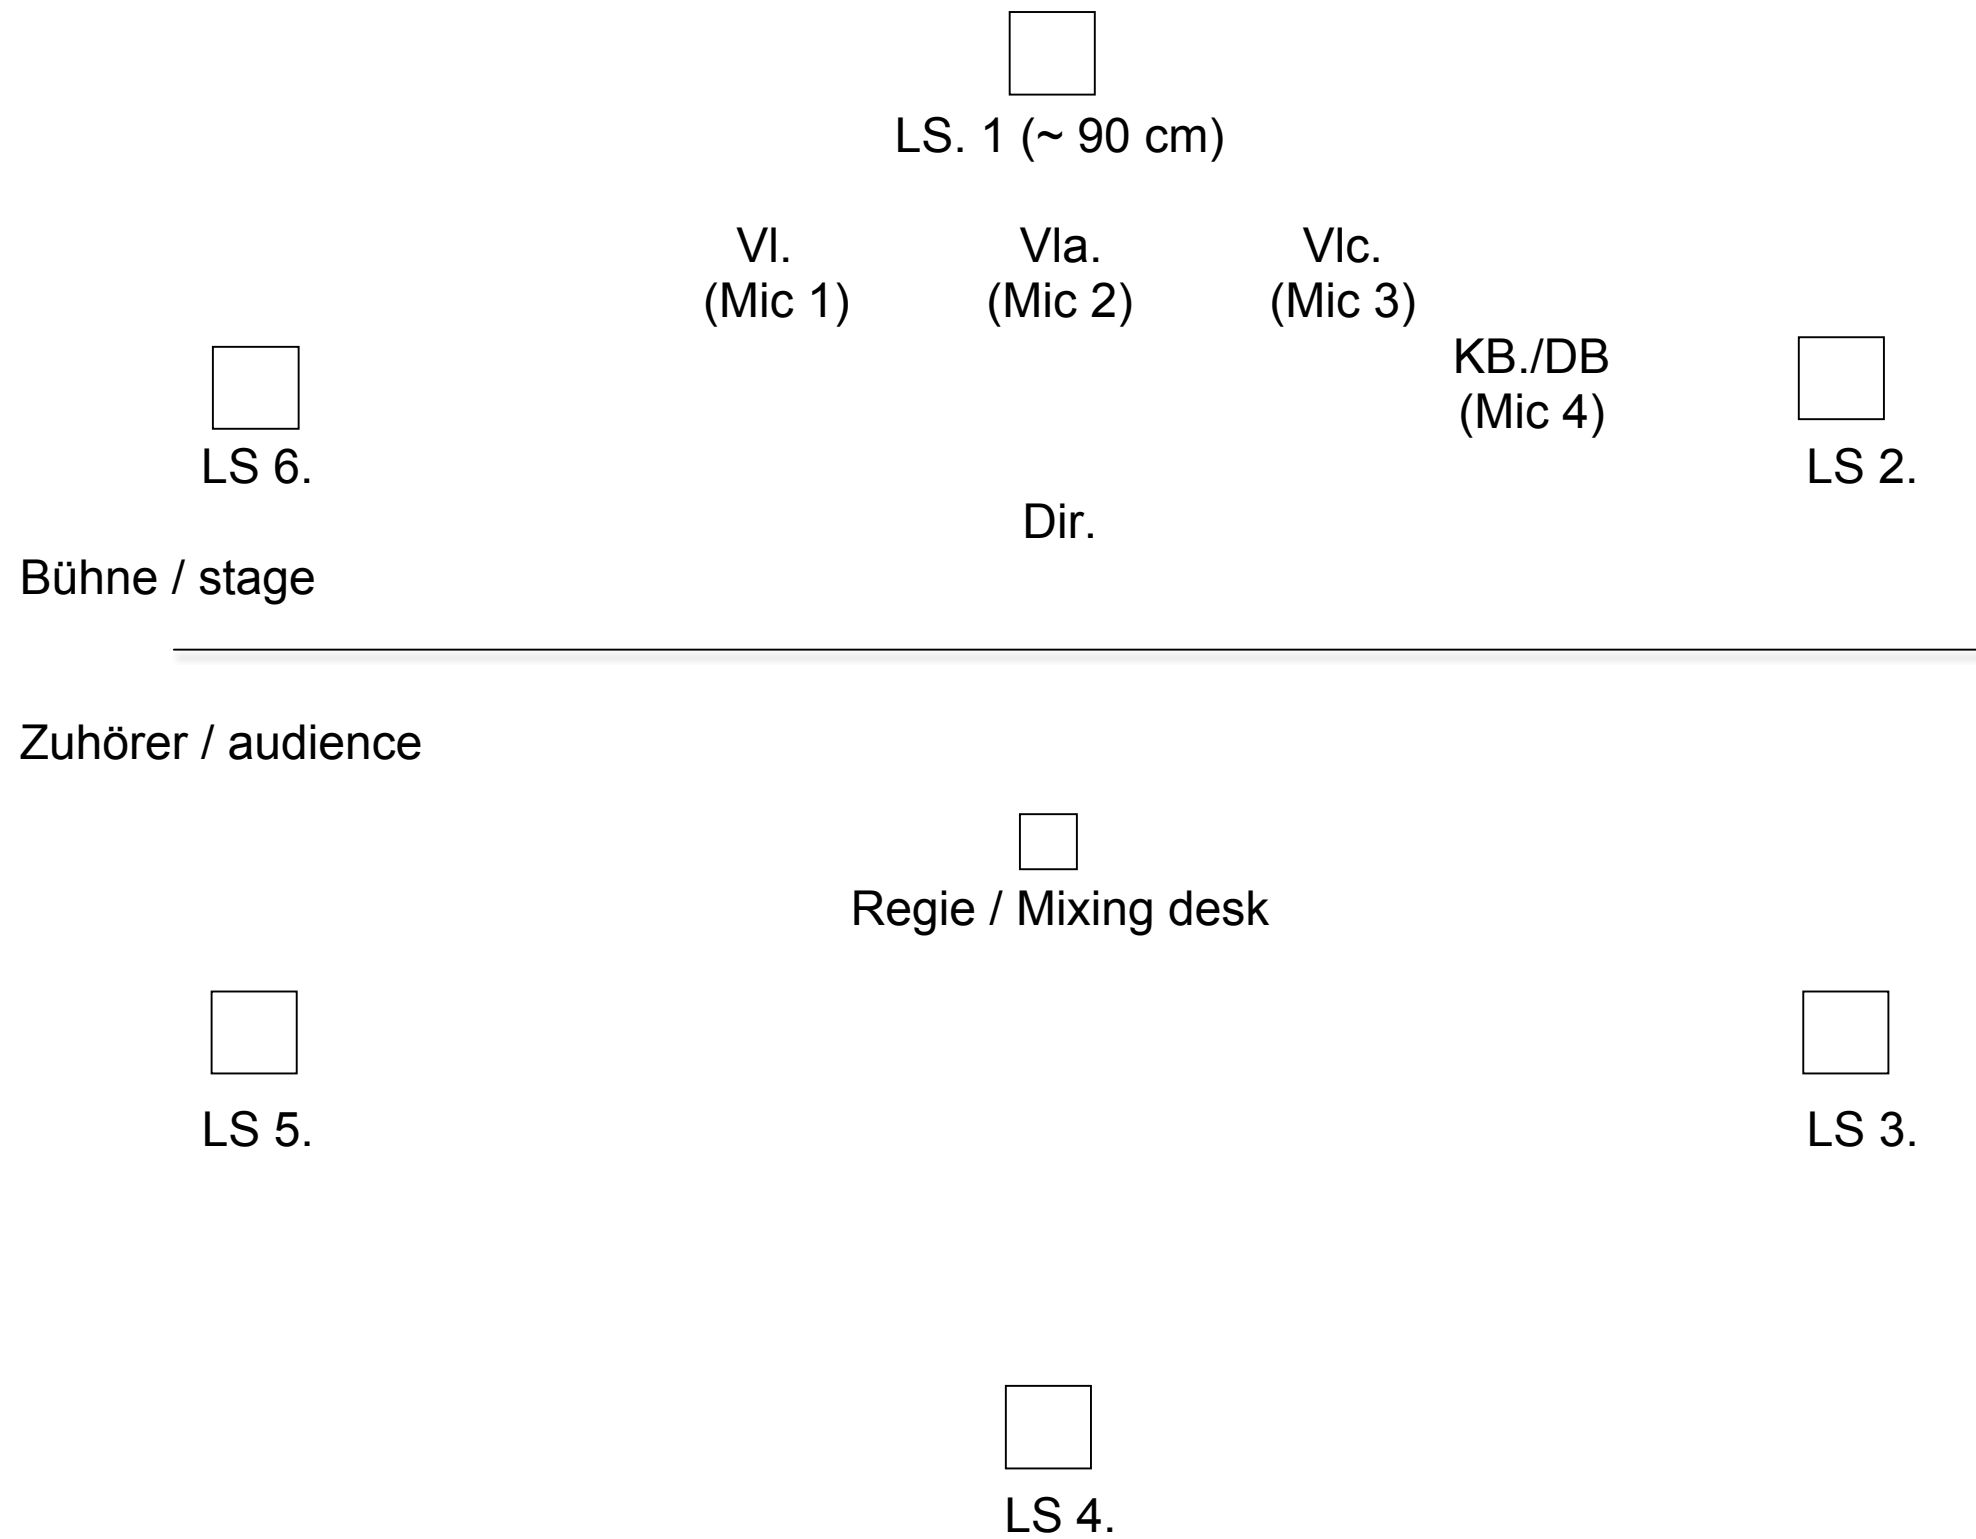 LS. 1 (~ 90 cm)
Vl.
(Mic 1)
Vla.
(Mic 2)
Vlc.
(Mic 3)
KB./DB
(Mic 4)
LS 6.
LS 2.
Dir.
Bühne / stage
Zuhörer / audience
Regie / Mixing desk
LS 5.
LS 3.
LS 4.